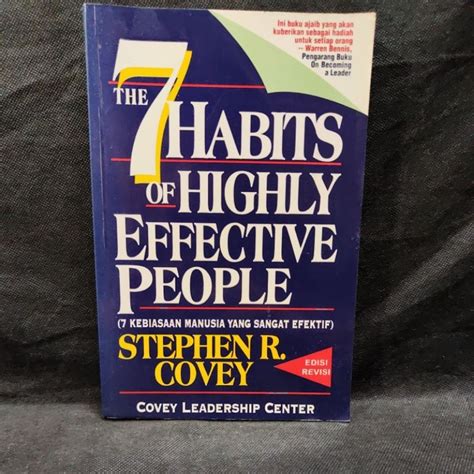 Ini buku ajaib yang akan
kuberikan sebagai hadiah
untuk setiap orang
-- Warren Bennis,
Pengarang Buku
On Becoming
a Leader
THE 7 HABITS
OF HIGHLY
EFFECTIVE
PEOPLE
(7 KEBIASAAN MANUSIA YANG SANGAT EFEKTIF)
STEPHEN R.
COVEY
EDISI
REVISI
COVEY LEADERSHIP CENTER